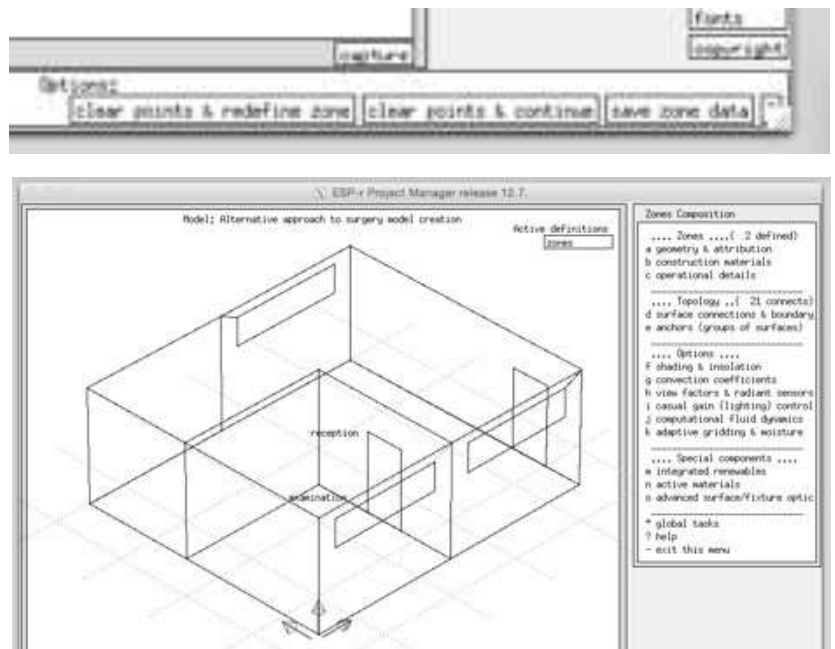 fonts
capture
copyright
Options:
clear points & redefine zone clear points & continue save zone data
ESP-r Project Manager release 12.7.
Model: Alternative approach to surgery model creation
Active definitions
zones
reception
examination
Zones Composition
.... Zones ....( 2 defined)
a geometry & attribution
b construction materials
c operational details
.... Topology ..( 21 connects)
d surface connections & boundary
e anchors (groups of surfaces)
.... Options ....
f shading & insolation
g convection coefficients
h view factors & radiant sensors
i casual gain (lighting) control
j computational fluid dynamics
k adaptive gridding & moisture
.... Special components ....
m integrated renewables
n active materials
o advanced surface/fixture optic
* global tasks
? help
- exit this menu